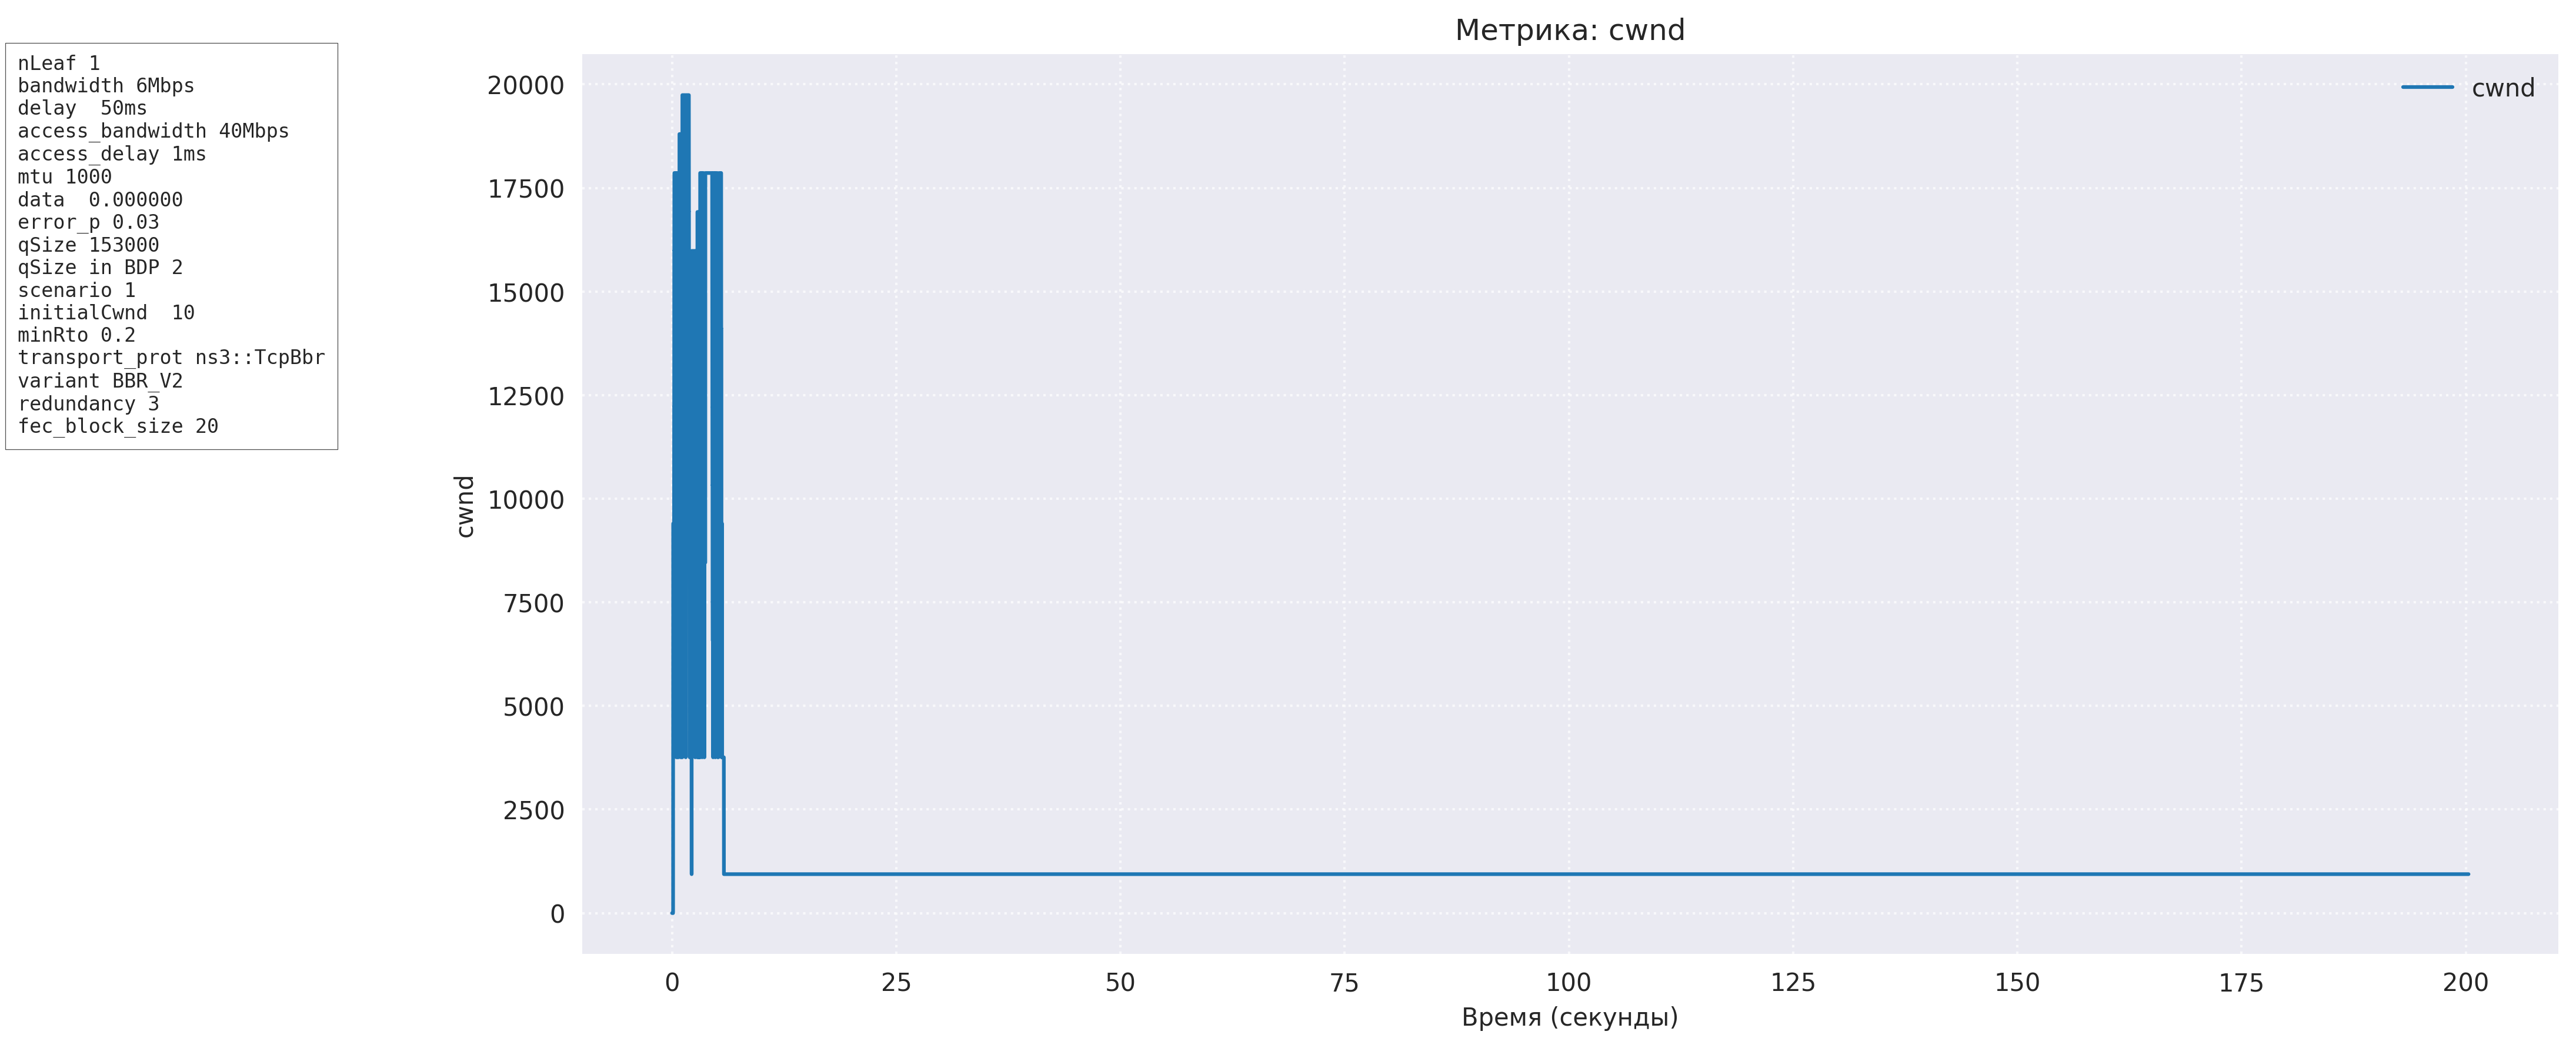 Метрика: cwnd
nLeaf 1
bandwidth 6Mbps
delay  50ms
access_bandwidth 40Mbps
access_delay 1ms
mtu 1000
data  0.000000
error_p 0.03
qSize 153000
qSize in BDP 2
scenario 1
initialCwnd  10
minRto 0.2
transport_prot ns3::TcpBbr
variant BBR_V2
redundancy 3
fec_block_size 20
cwnd
20000
17500
15000
12500
10000
7500
5000
2500
0
cwnd
0
25
50
75
100
125
150
175
200
Время (секунды)